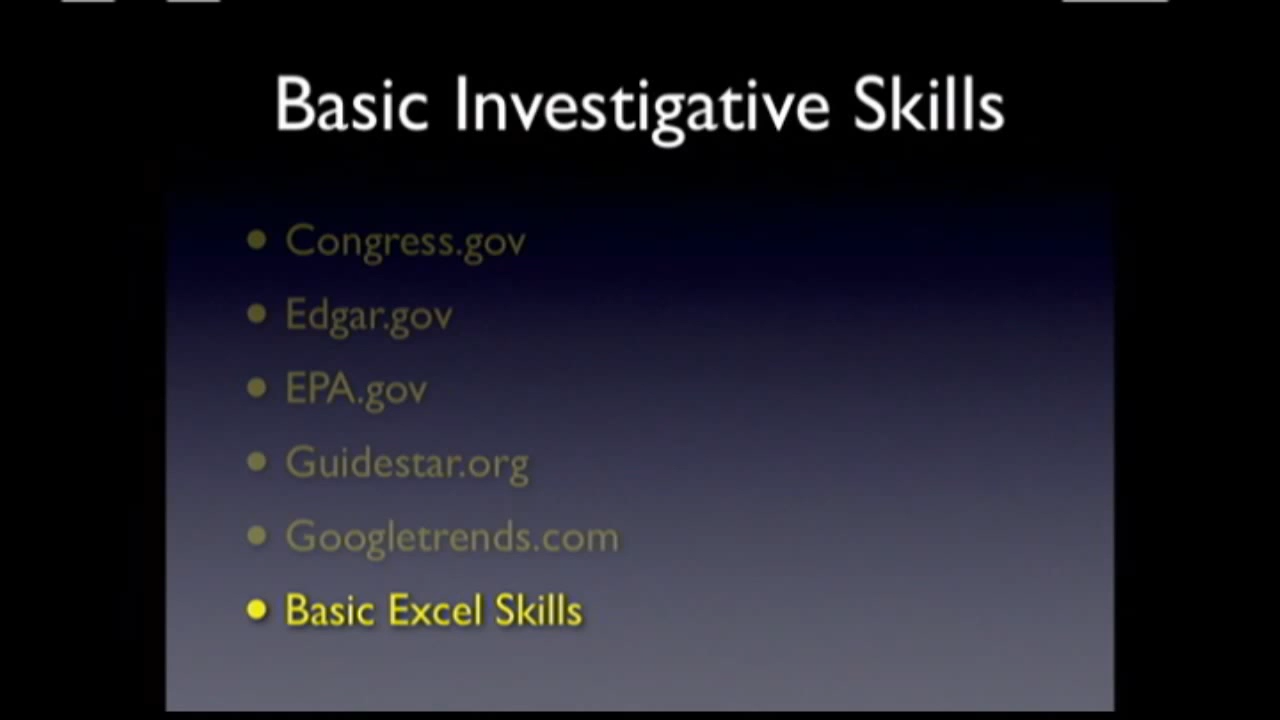 Basic Investigative Skills
• Congress.gov
• Edgar.gov
• EPA.gov
• Guidestar.org
• Googletrends.com
• Basic Excel Skills